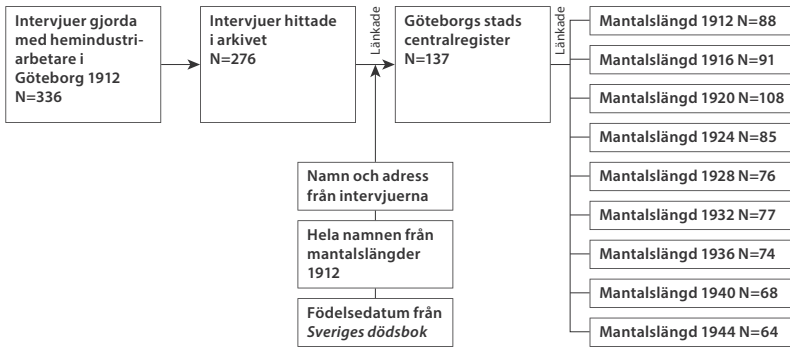 Intervjuer gjorda
med hemindustri-
arbetare i
Göteborg 1912
N=336
Intervjuer hittade
i arkivet
N=276
Länkade
Göteborgs stads
centralregister
N=137
Länkade
Mantalslängd 1912 N=88
Mantalslängd 1916 N=91
Mantalslängd 1920 N=108
Mantalslängd 1924 N=85
Mantalslängd 1928 N=76
Mantalslängd 1932 N=77
Mantalslängd 1936 N=74
Mantalslängd 1940 N=68
Mantalslängd 1944 N=64
Namn och adress
från intervjuerna
Hela namnen från
mantalslängder
1912
Födelsedatum från
Sveriges dödsbok